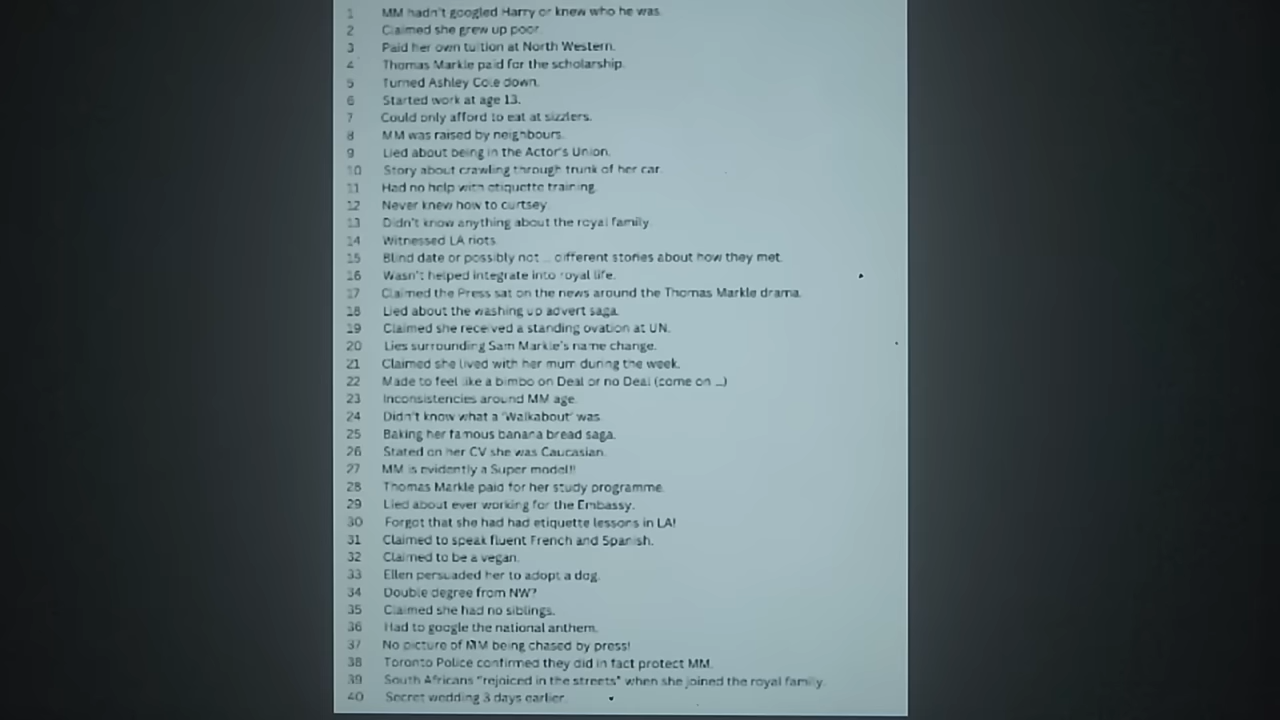 1 MM hadn't googled Harry or knew who he was.
2 Claimed she grew up poor.
3 Paid her own tuition at North Western.
4 Thomas Markle paid for the scholarship.
5 Turned Ashley Cole down.
6 Started work at age 13.
7 Could only afford to eat at sizzlers.
8 MM was raised by neighbours.
9 Lied about being in the Actor's Union.
10 Story about crawling through trunk of her car.
11 Had no help with etiquette training.
12 Never knew how to curtsey.
13 Didn't know anything about the royal family.
14 Witnessed LA riots.
15 Blind date or possibly not ... different stories about how they met.
16 Wasn't helped integrate into royal life.
17 Claimed the Press sat on the news around the Thomas Markle drama.
18 Lied about the washing up advert saga.
19 Claimed she received a standing ovation at UN.
20 Lies surrounding Sam Markle's name change.
21 Claimed she lived with her mum during the week.
22 Made to feel like a bimbo on Deal or no Deal (come on ...)
23 Inconsistencies around MM age.
24 Didn't know what a 'Walkabout' was.
25 Baking her famous banana bread saga.
26 Stated on her CV she was Caucasian.
27 MM is evidently a Super model!!
28 Thomas Markle paid for her study programme.
29 Lied about ever working for the Embassy.
30 Forgot that she had had etiquette lessons in LA!
31 Claimed to speak fluent French and Spanish.
32 Claimed to be a vegan.
33 Ellen persuaded her to adopt a dog.
34 Double degree from NW?
35 Claimed she had no siblings.
36 Had to google the national anthem.
37 No picture of MM being chased by press!
38 Toronto Police confirmed they did in fact protect MM.
39 South Africans "rejoiced in the streets" when she joined the royal family.
40 Secret wedding 3 days earlier.